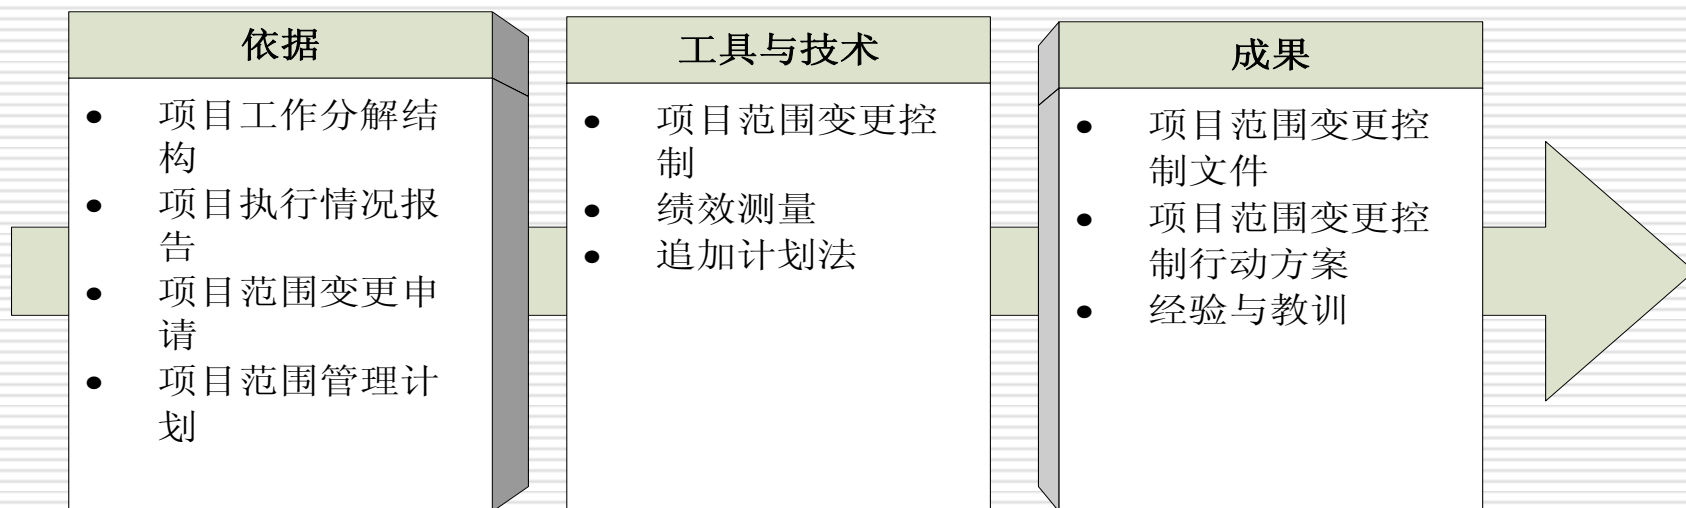 依据
● 项目工作分解结
构
● 项目执行情况报
告
● 项目范围变更申
请
● 项目范围管理计
划
工具与技术
● 项目范围变更控
制
● 绩效测量
● 追加计划法
成果
● 项目范围变更控
制文件
● 项目范围变更控
制行动方案
● 经验与教训